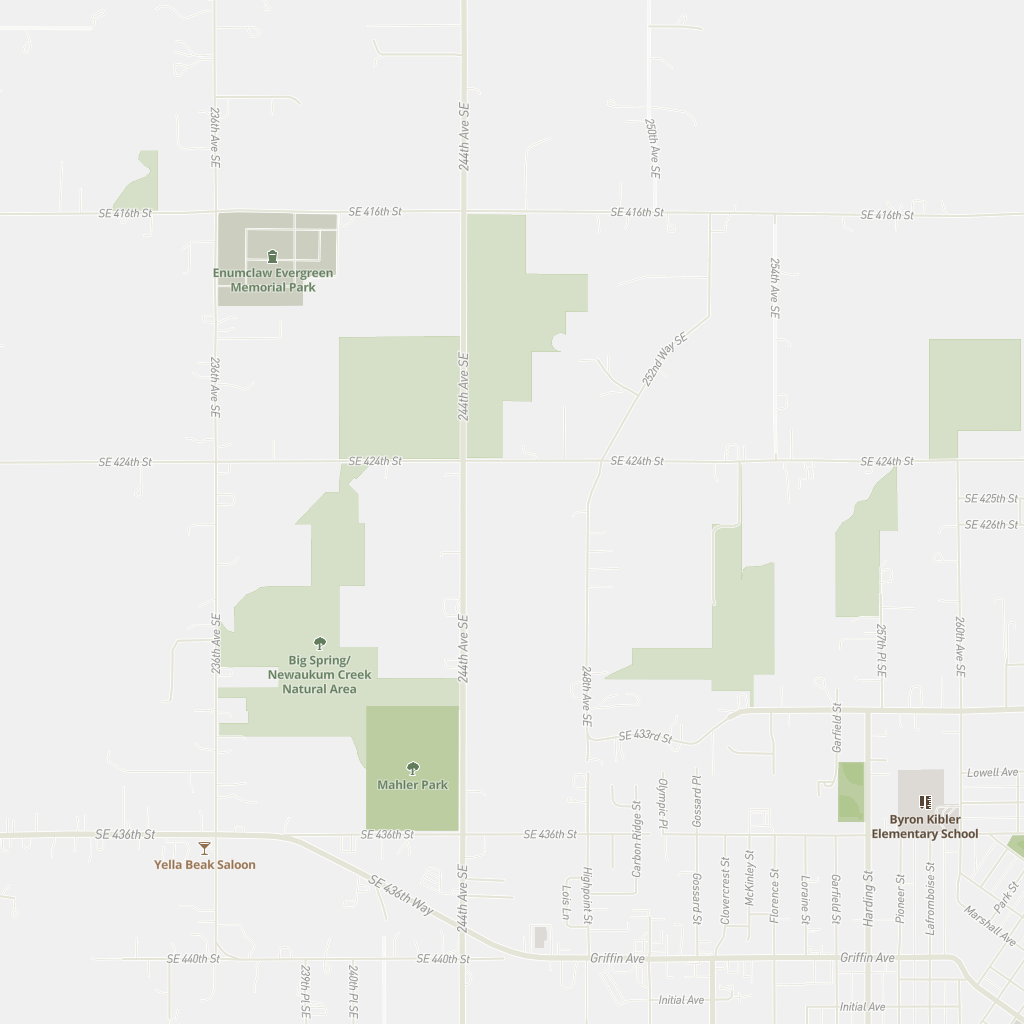 236th Ave SE
244th Ave SE
250th Ave SE
SE 416th St
SE 416th St
SE 416th St
SE 416th St
Enumclaw Evergreen
Memorial Park
254th Ave SE
236th Ave SE
244th Ave SE
252nd Way SE
SE 424th St
SE 424th St
SE 424th St
SE 424th St
SE 425th St
SE 426th St
236th Ave SE
244th Ave SE
257th Pl SE
260th Ave SE
Big Spring/
Newaukum Creek
Natural Area
248th Ave SE
SE 433rd St
Garfield St
Mahler Park
Olympic Pl
Gossard Pl
Lowell Ave
Carbon Ridge St
Byron Kibler
Elementary School
SE 436th St
SE 436th St
SE 436th St
Yella Beak Saloon
SE 436th Way
244th Ave SE
Lois Ln
Highpoint St
Gossard St
Clovercrest St
McKinley St
Florence St
Loraine St
Garfield St
Harding St
Pioneer St
Lafromboise St
Park St
Marshall Ave
SE 440th St
SE 440th St
Griffin Ave
Griffin Ave
239th Pl SE
240th Pl SE
Initial Ave
Initial Ave